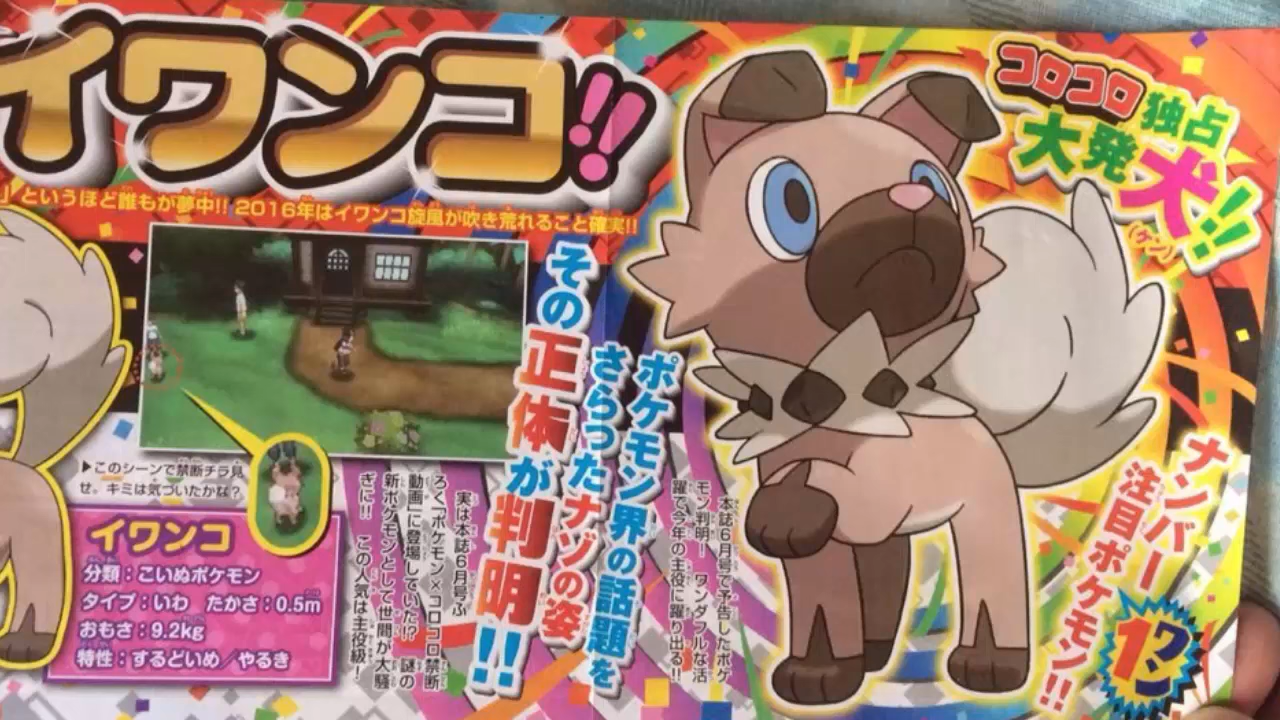 イワンコ!!
」というほど誰もが夢中!! 2016年はイワンコ旋風が吹き荒れること確実!!
コロコロ独占
大発犬!!
(ケン)
ポケモン界の話題を
さらったナゾの姿
その正体が判明!!
▶このシーンで禁断チラ見
せ。キミは気づいたかな?
イワンコ
分類:こいぬポケモン
タイプ:いわ たかさ:0.5m
おもさ:9.2kg
特性:するどいめ/やるき
本誌6月号で予告したポケ
モン判明! ワンダフルな活
躍で今年の主役に躍り出る!!
実は本誌6月号ふ
ろく「ポケモン×コロコロ禁断
動画」に登場していた!? 謎の
新ポケモンとして世間が大騒
ぎに!! この人気は主役級!
ナンバー
1ワン
注目ポケモン!!